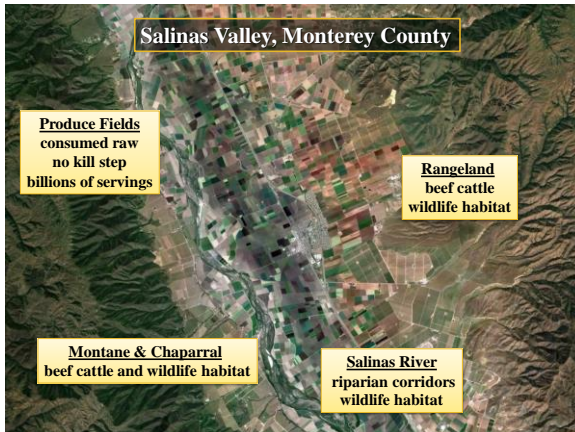 Salinas Valley, Monterey County
Produce Fields
consumed raw
no kill step
billions of servings
Rangeland
beef cattle
wildlife habitat
Montane & Chaparral
beef cattle and wildlife habitat
Salinas River
riparian corridors
wildlife habitat